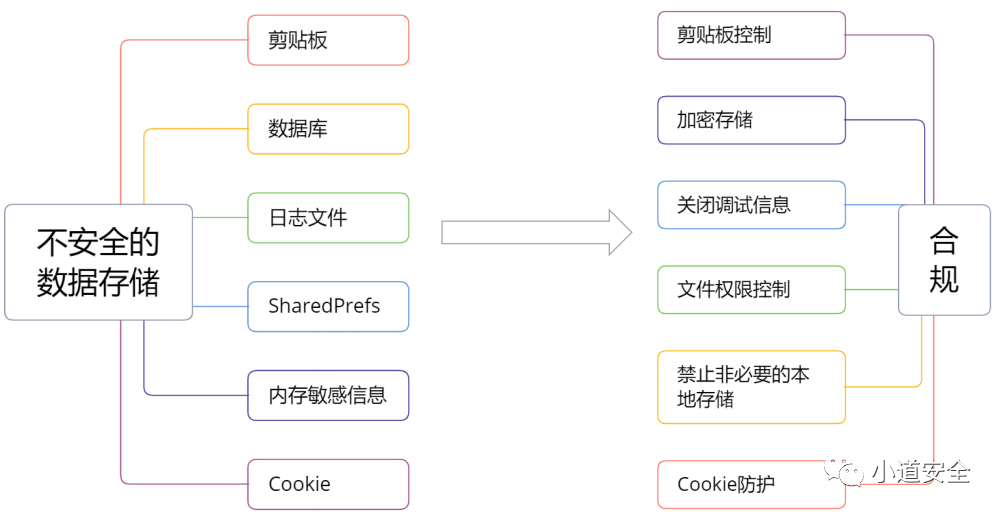 不安全的
数据存储
剪贴板
数据库
日志文件
SharedPrefs
内存敏感信息
Cookie
剪贴板控制
加密存储
关闭调试信息
文件权限控制
禁止非必要的本
地存储
Cookie防护
合
规
小道安全